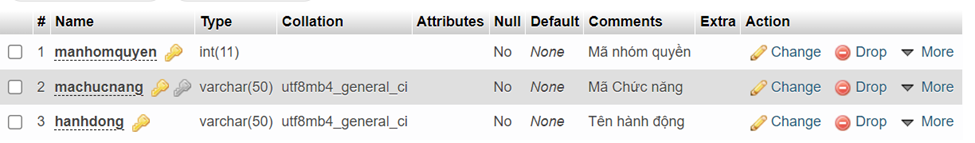 # Name Type Collation Attributes Null Default Comments Extra Action
1 manhomquyen int(11) No None Mã nhóm quyền Change Drop More
2 machucnang varchar(50) utf8mb4_general_ci No None Mã Chức năng Change Drop More
3 hanhdong varchar(50) utf8mb4_general_ci No None Tên hành động Change Drop More